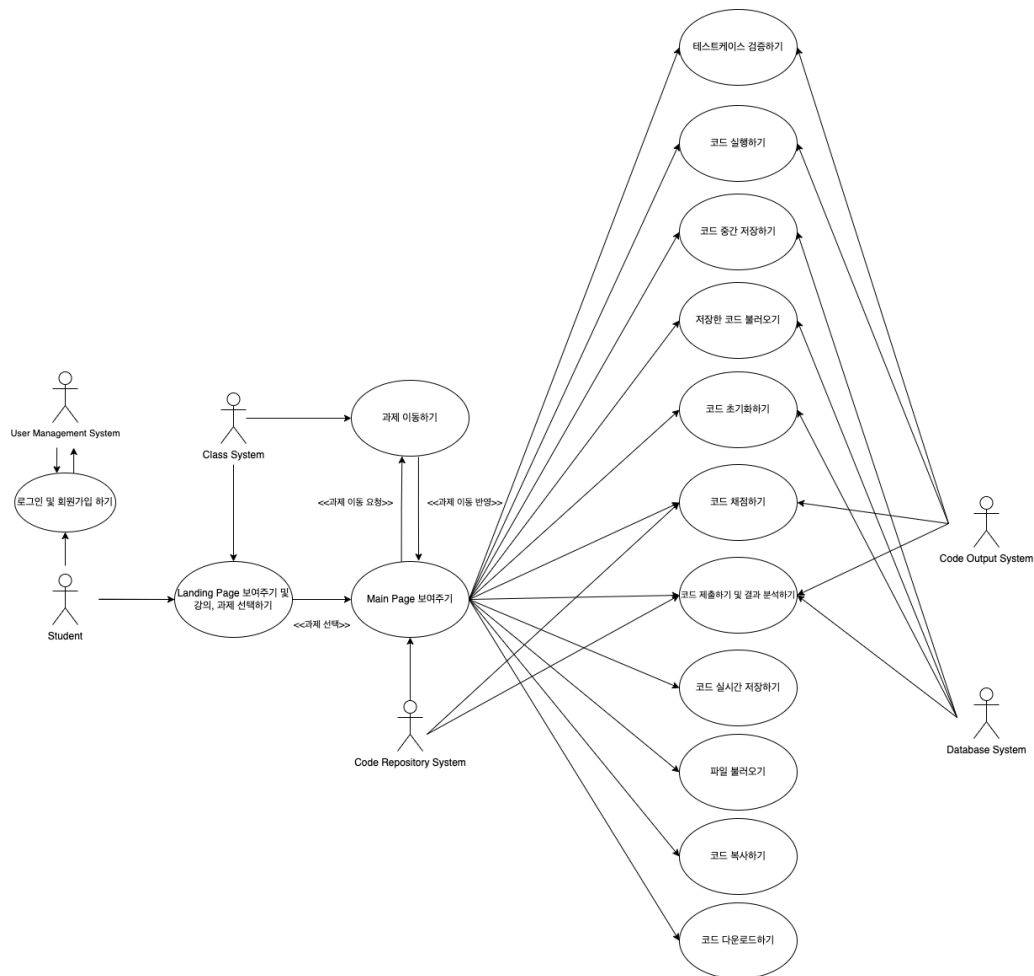 테스트케이스 검증하기
코드 실행하기
코드 중간 저장하기
저장한 코드 불러오기
User Management System
Class System
과제 이동하기
코드 초기화하기
로그인 및 회원가입 하기
<<과제 이동 요청>>
<<과제 이동 반영>>
코드 채점하기
Code Output System
Student
Landing Page 보여주기 및
강의, 과제 선택하기
<<과제 선택>>
Main Page 보여주기
코드 제출하기 및 결과 분석하기
코드 실시간 저장하기
Code Repository System
Database System
파일 불러오기
코드 복사하기
코드 다운로드하기